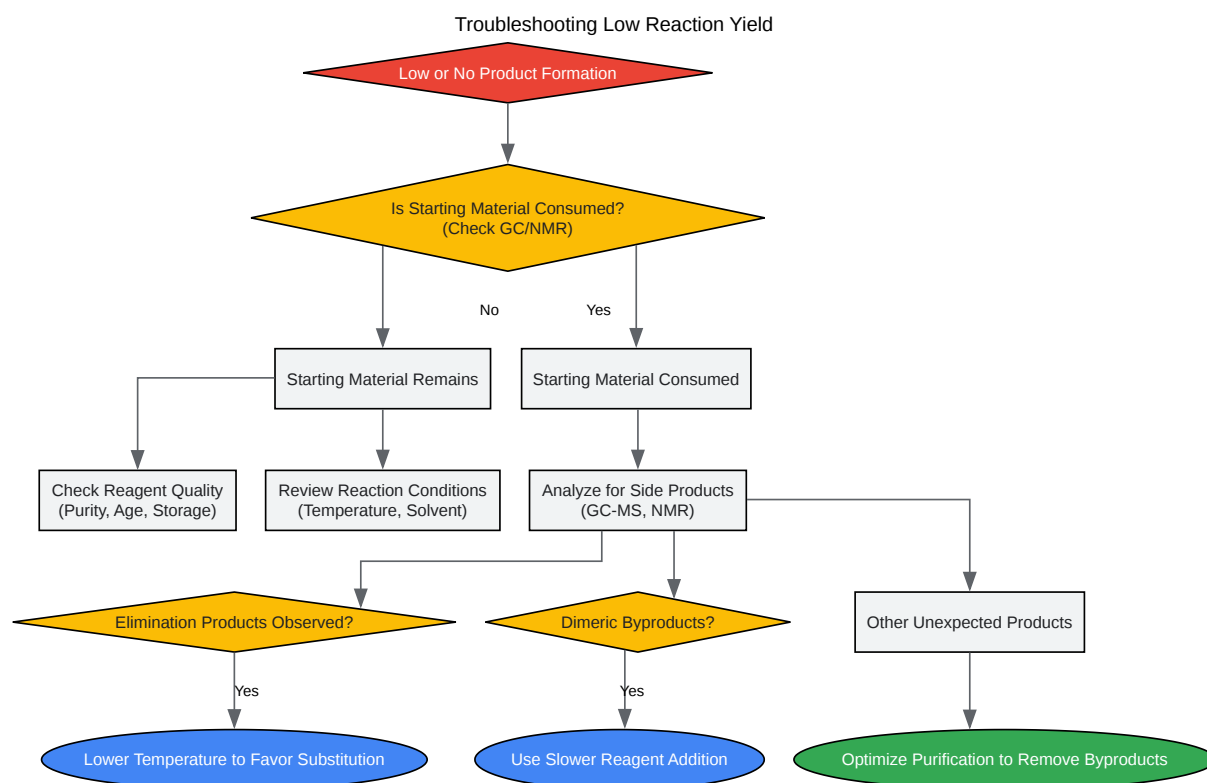 Troubleshooting Low Reaction Yield
Low or No Product Formation
Is Starting Material Consumed?
(Check GC/NMR)
No
Yes
Starting Material Remains
Starting Material Consumed
Check Reagent Quality
(Purity, Age, Storage)
Review Reaction Conditions
(Temperature, Solvent)
Analyze for Side Products
(GC-MS, NMR)
Elimination Products Observed?
Dimeric Byproducts?
Other Unexpected Products
Yes
Yes
Lower Temperature to Favor Substitution
Use Slower Reagent Addition
Optimize Purification to Remove Byproducts